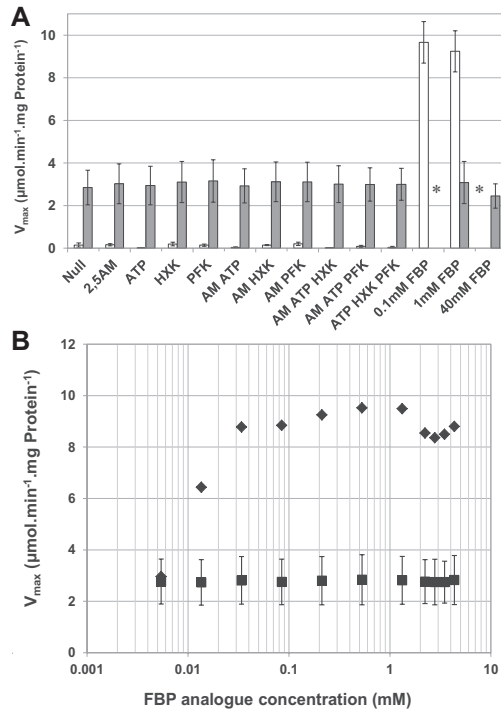 A
Vmax (µmol.min-1.mg Protein-1)
12
10
8
6
4
2
0
*
*
Null
2,5AM
ATP
HXK
PFK
AM ATP
AM HXK
AM PFK
AM ATP HXK
AM ATP PFK
ATP HXK PFK
0.1mM FBP
1mM FBP
40mM FBP
B
Vmax (µmol.min-1.mg Protein-1)
12
10
8
6
4
2
0
0.001
0.01
0.1
1
10
FBP analogue concentration (mM)